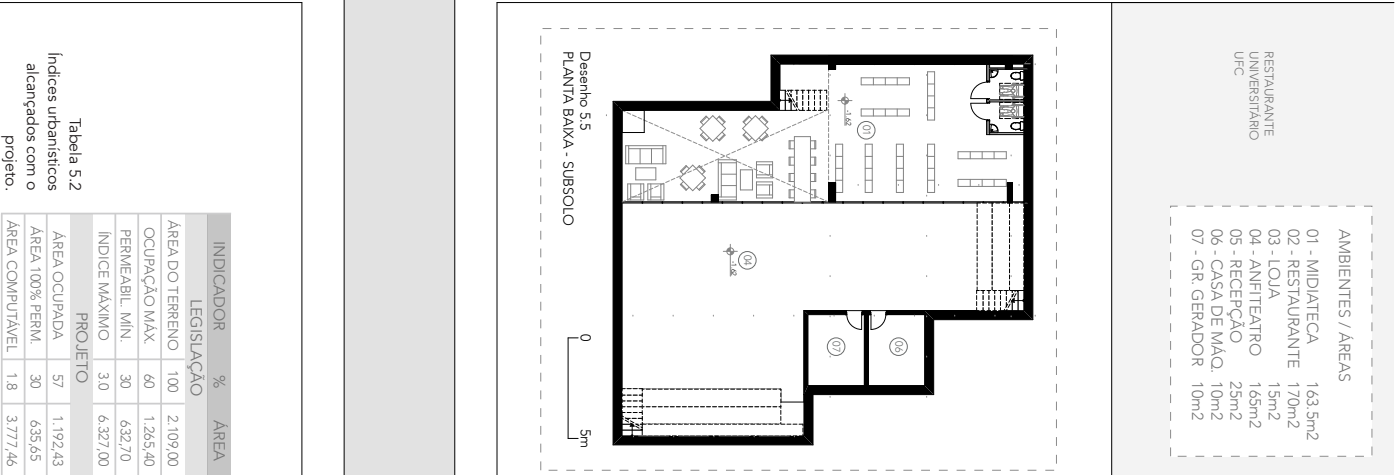 RESTAURANTE
UNIVERSITÁRIO
UFC
AMBIENTES / ÁREAS
01 - MIDIATECA 163.5m2
02 - RESTAURANTE 170m2
03 - LOJA 15m2
04 - ANFITEATRO 165m2
05 - RECEPÇÃO 25m2
06 - CASA DE MÁQ. 10m2
07 - GR. GERADOR 10m2
01
-1.62
04
-1.62
06
07
0 5m
Desenho 5.5
PLANTA BAIXA - SUBSOLO
INDICADOR % ÁREA
LEGISLAÇÃO
ÁREA DO TERRENO 100 2.109,00
OCUPAÇÃO MÁX. 60 1.265,40
PERMEABIL. MÍN. 30 632,70
ÍNDICE MÁXIMO 3.0 6.327,00
PROJETO
ÁREA OCUPADA 57 1.192,43
ÁREA 100% PERM. 30 635,65
ÁREA COMPUTÁVEL 1.8 3.777,46
Tabela 5.2
Índices urbanísticos
alcançados com o
projeto.